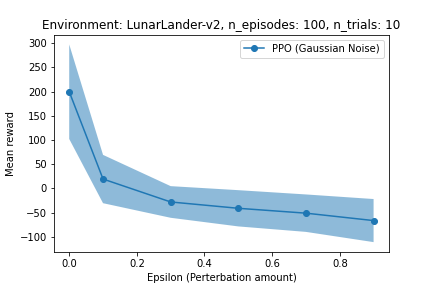 Environment: LunarLander-v2, n_episodes: 100, n_trials: 10
PPO (Gaussian Noise)
Mean reward
300
250
200
150
100
50
0
−50
−100
0.0 0.2 0.4 0.6 0.8
Epsilon (Perterbation amount)